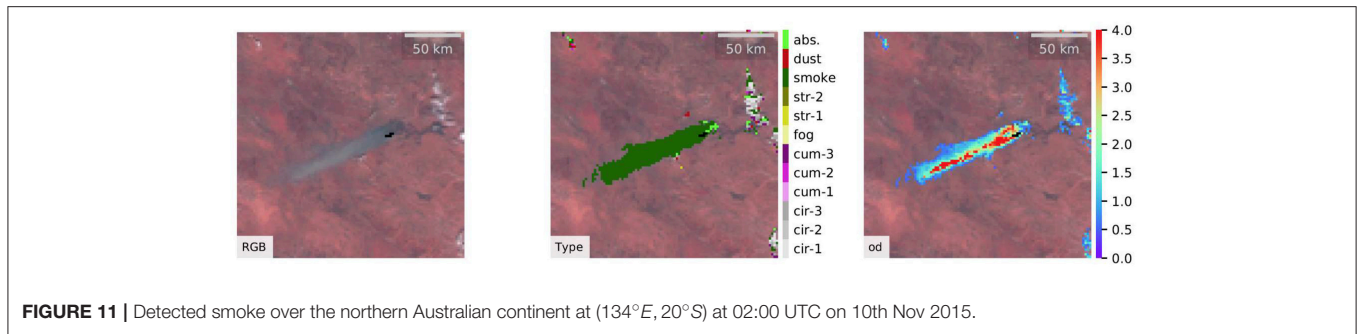 50 km
RGB
50 km
Type
abs.
dust
smoke
str-2
str-1
fog
cum-3
cum-2
cum-1
cir-3
cir-2
cir-1
50 km
od
4.0
3.5
3.0
2.5
2.0
1.5
1.0
0.5
0.0
FIGURE 11 | Detected smoke over the northern Australian continent at (134°E, 20°S) at 02:00 UTC on 10th Nov 2015.